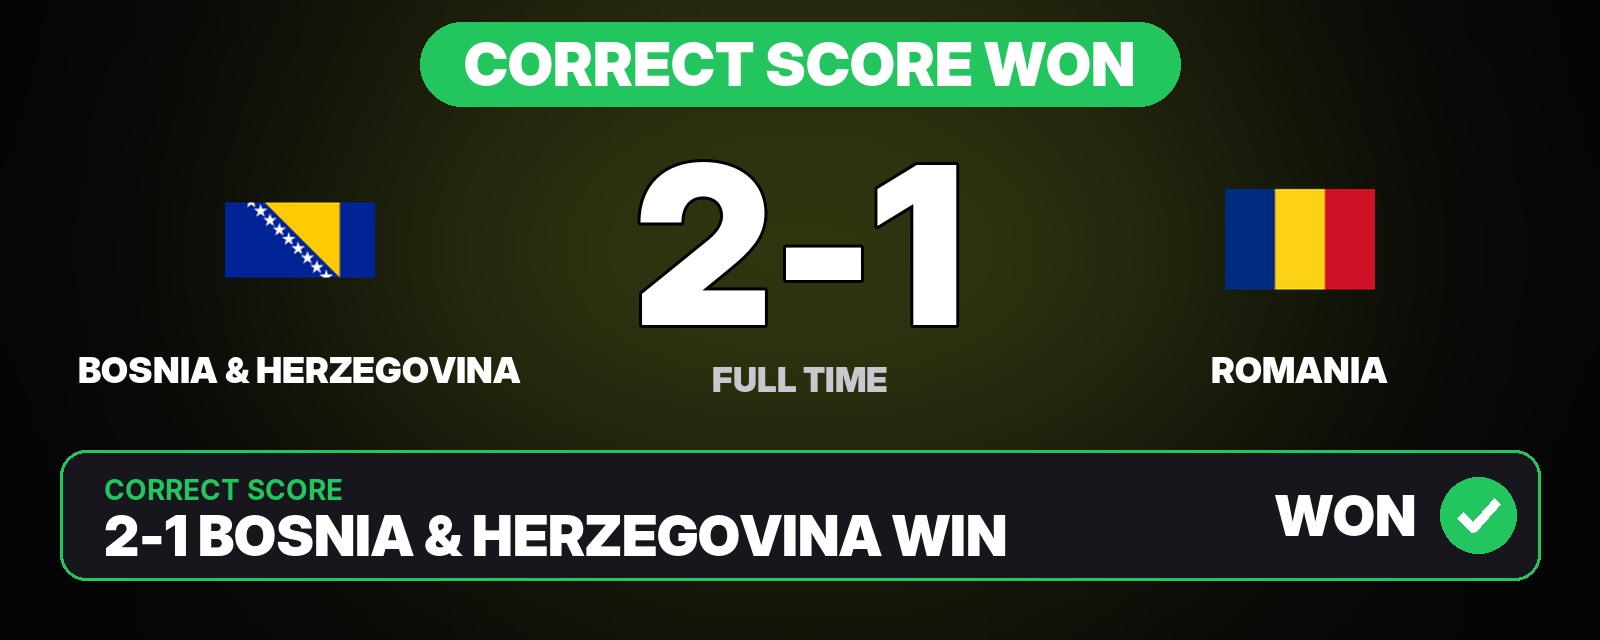 CORRECT SCORE WON
2-1
BOSNIA & HERZEGOVINA
FULL TIME
ROMANIA
CORRECT SCORE
2-1 BOSNIA & HERZEGOVINA WIN
WON